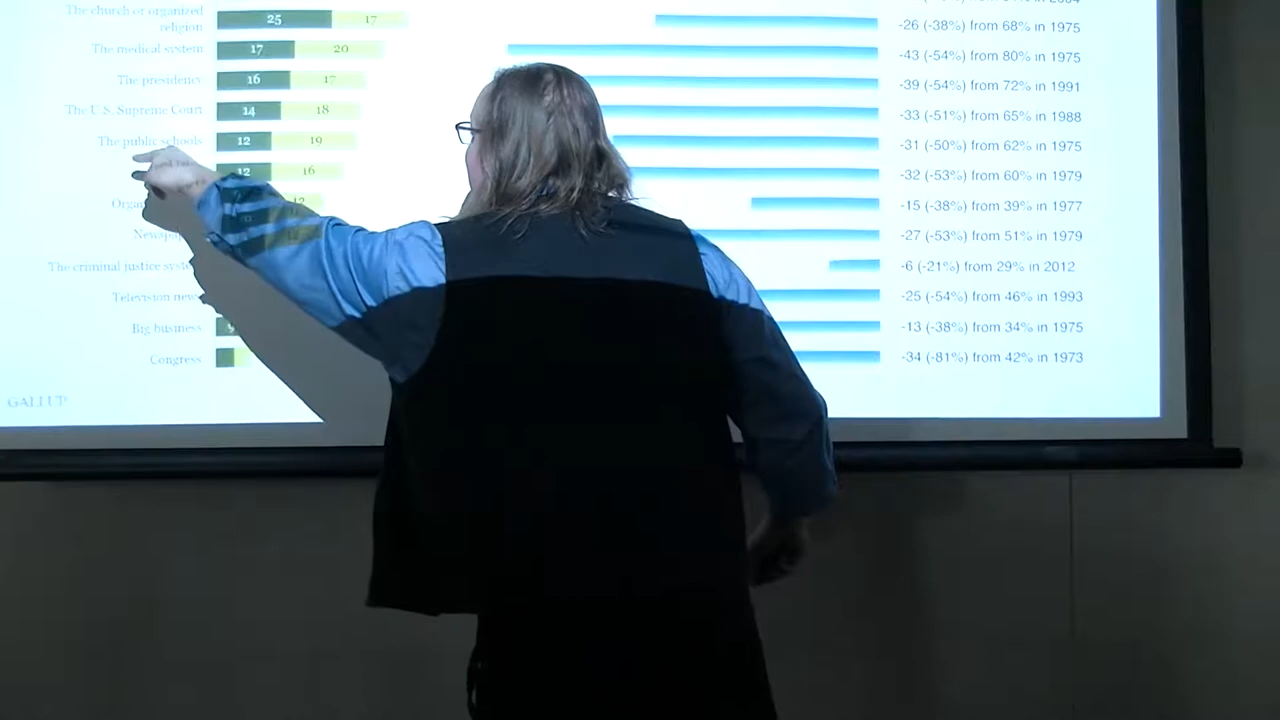 The church or organized
religion 25 17 -26 (-38%) from 68% in 1975
The medical system 17 20 -43 (-54%) from 80% in 1975
The presidency 16 17 -39 (-54%) from 72% in 1991
The U.S. Supreme Court 14 18 -33 (-51%) from 65% in 1988
The public schools 12 19 -31 (-50%) from 62% in 1975
12 16 -32 (-53%) from 60% in 1979
12 -15 (-38%) from 39% in 1977
-27 (-53%) from 51% in 1979
The criminal justice -6 (-21%) from 29% in 2012
Television news -25 (-54%) from 46% in 1993
Big business 9 -13 (-38%) from 34% in 1975
Congress -34 (-81%) from 42% in 1973
GALLUP